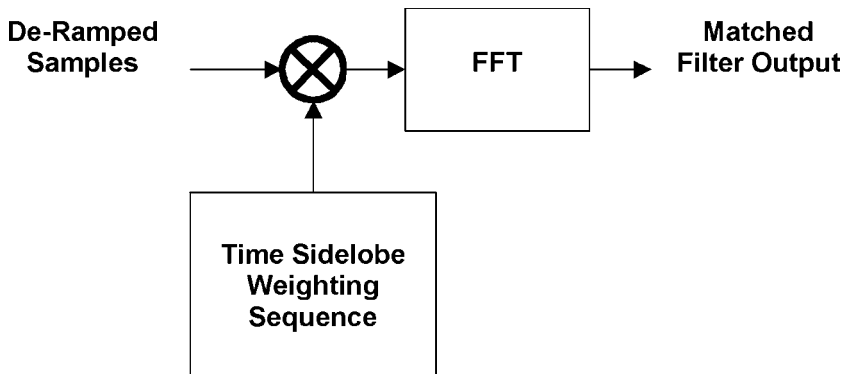 De-Ramped
Samples
FFT
Matched
Filter Output
Time Sidelobe
Weighting
Sequence